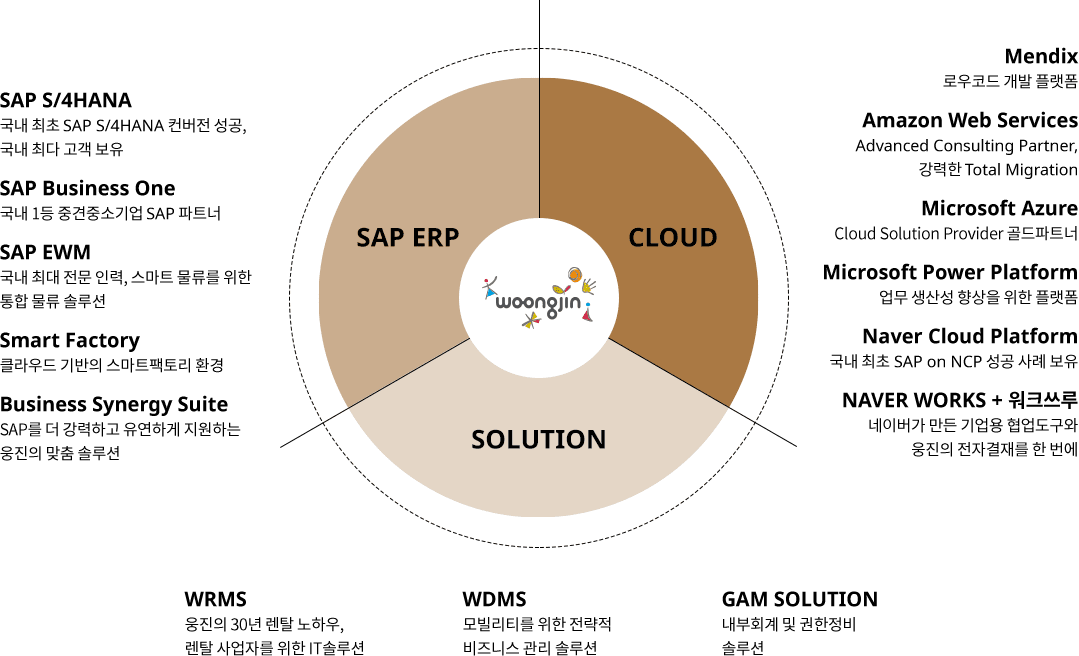 SAP S/4HANA
국내 최초 SAP S/4HANA 컨버전 성공,
국내 최다 고객 보유
SAP Business One
국내 1등 중견중소기업 SAP 파트너
SAP EWM
국내 최대 전문 인력, 스마트 물류를 위한
통합 물류 솔루션
Smart Factory
클라우드 기반의 스마트팩토리 환경
Business Synergy Suite
SAP를 더 강력하고 유연하게 지원하는
웅진의 맞춤 솔루션
SAP ERP
CLOUD
woongjin
SOLUTION
Mendix
로우코드 개발 플랫폼
Amazon Web Services
Advanced Consulting Partner,
강력한 Total Migration
Microsoft Azure
Cloud Solution Provider 골드파트너
Microsoft Power Platform
업무 생산성 향상을 위한 플랫폼
Naver Cloud Platform
국내 최초 SAP on NCP 성공 사례 보유
NAVER WORKS + 워크쓰루
네이버가 만든 기업용 협업도구와
웅진의 전자결재를 한 번에
WRMS
웅진의 30년 렌탈 노하우,
렌탈 사업자를 위한 IT솔루션
WDMS
모빌리티를 위한 전략적
비즈니스 관리 솔루션
GAM SOLUTION
내부회계 및 권한정비
솔루션